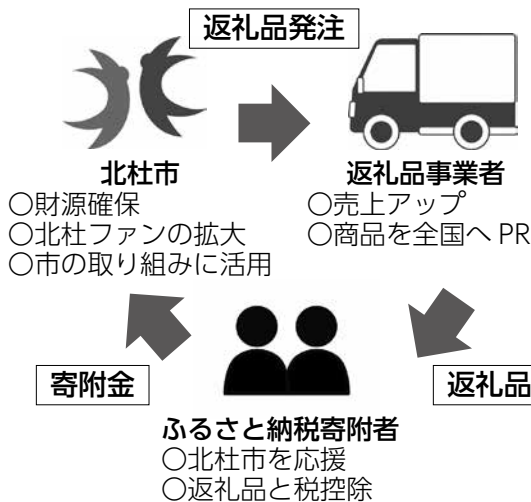 返礼品発注
北杜市
○財源確保
○北杜ファンの拡大
○市の取り組みに活用
返礼品事業者
○売上アップ
○商品を全国へ PR
寄附金
返礼品
ふるさと納税寄附者
○北杜市を応援
○返礼品と税控除